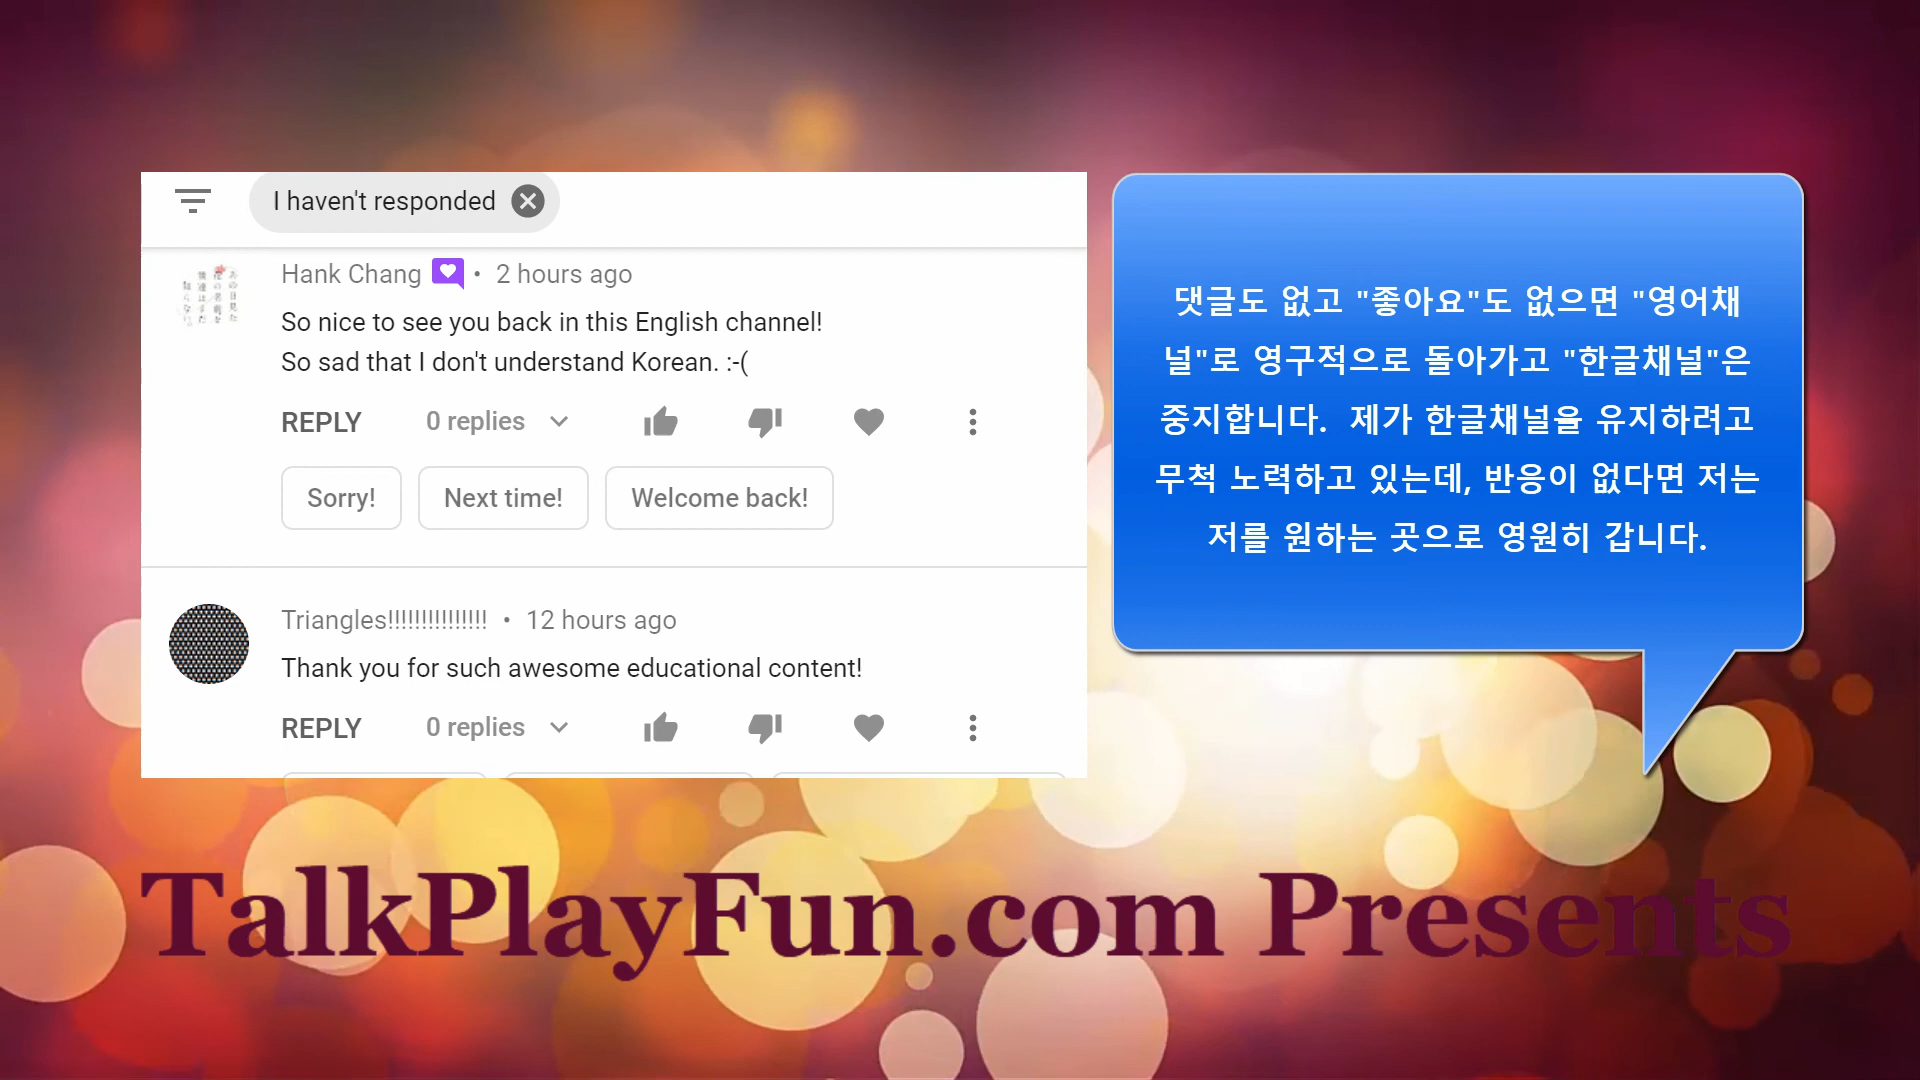 I haven't responded
Hank Chang • 2 hours ago
So nice to see you back in this English channel!
So sad that I don't understand Korean. :-(
REPLY 0 replies
Sorry! Next time! Welcome back!
Triangles!!!!!!!!!!!!!!! • 12 hours ago
Thank you for such awesome educational content!
REPLY 0 replies
댓글도 없고 "좋아요"도 없으면 "영어채
널"로 영구적으로 돌아가고 "한글채널"은
중지합니다. 제가 한글채널을 유지하려고
무척 노력하고 있는데, 반응이 없다면 저는
저를 원하는 곳으로 영원히 갑니다.
TalkPlayFun.com Presents